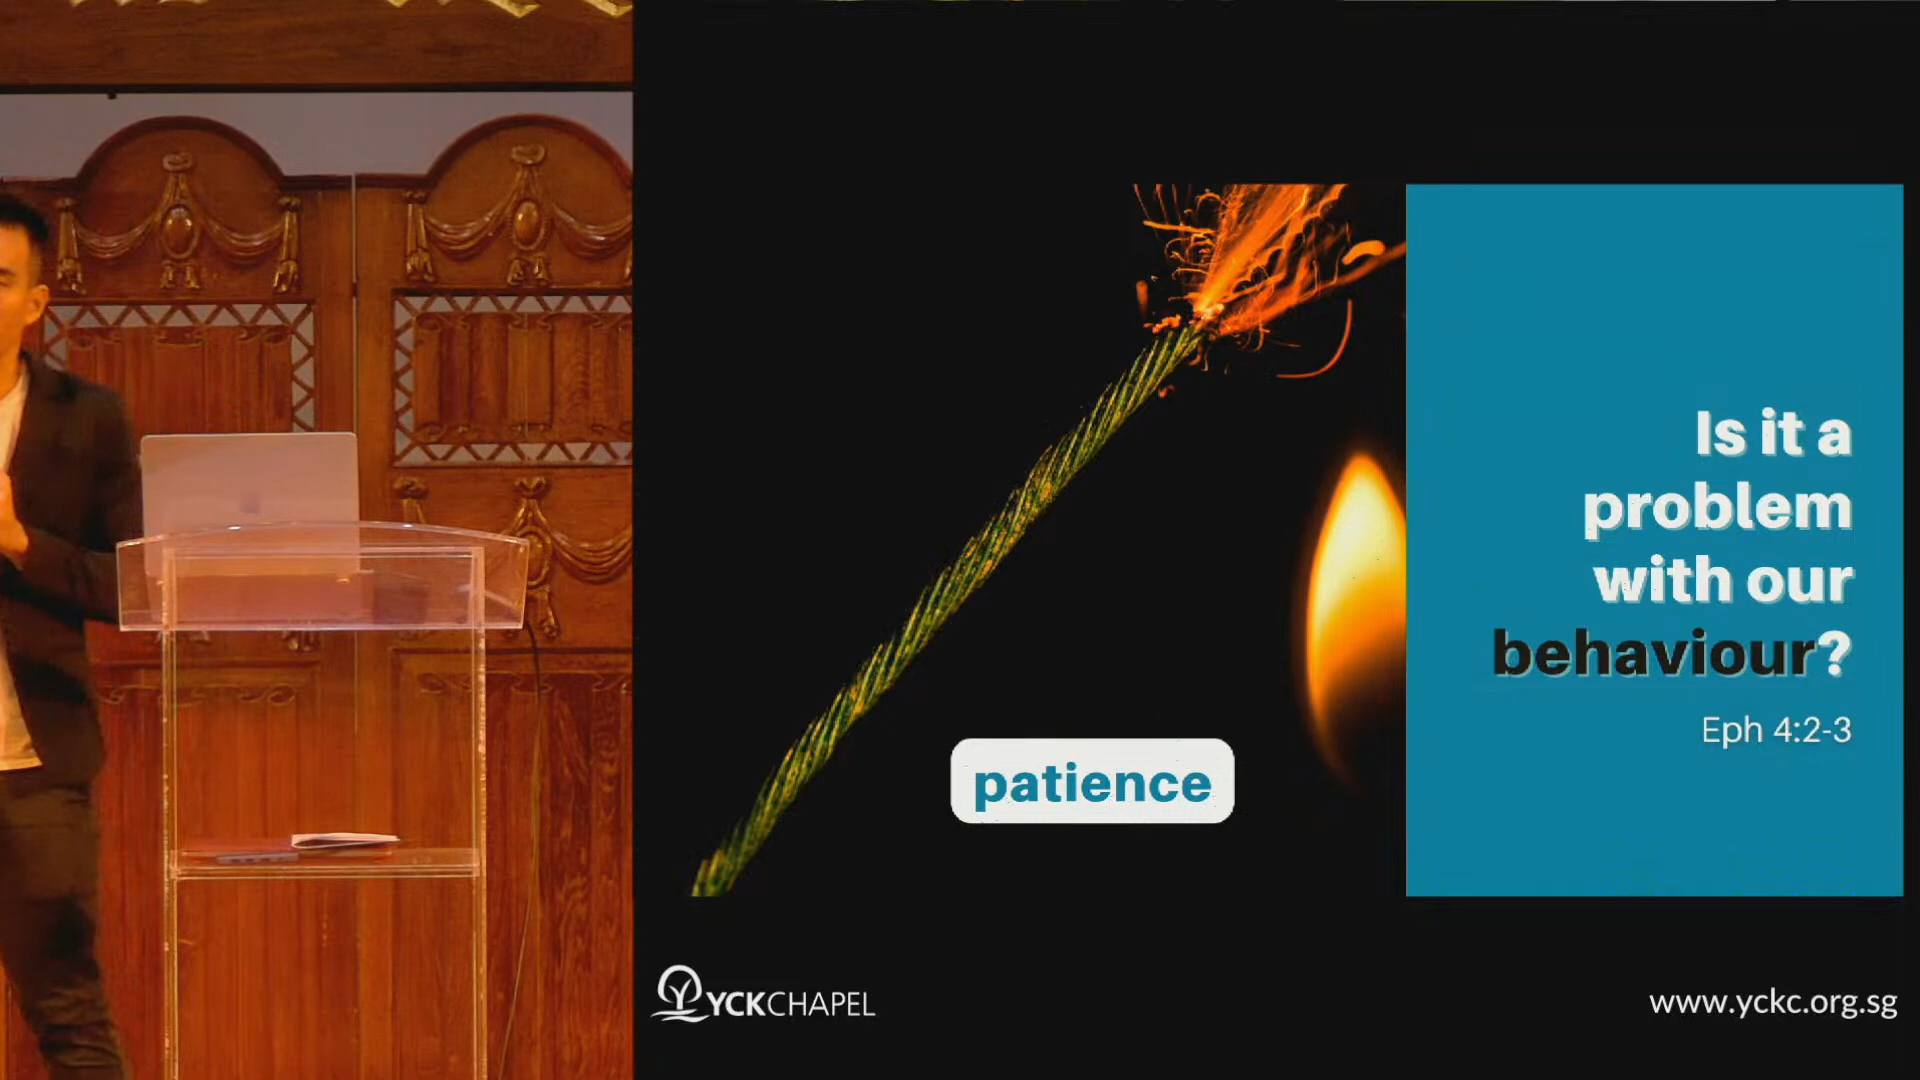 Is it a
problem
with our
behaviour?
Eph 4:2-3
patience
YCKCHAPEL
www.yckc.org.sg